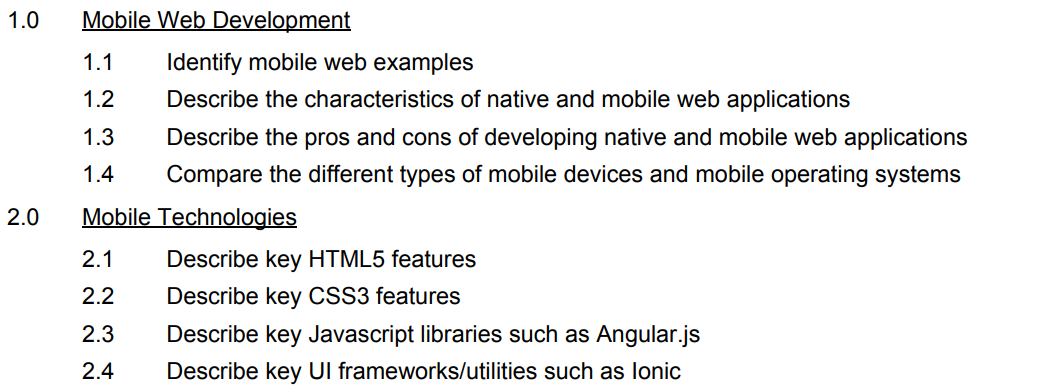 1.0 Mobile Web Development
1.1 Identify mobile web examples
1.2 Describe the characteristics of native and mobile web applications
1.3 Describe the pros and cons of developing native and mobile web applications
1.4 Compare the different types of mobile devices and mobile operating systems
2.0 Mobile Technologies
2.1 Describe key HTML5 features
2.2 Describe key CSS3 features
2.3 Describe key Javascript libraries such as Angular.js
2.4 Describe key UI frameworks/utilities such as Ionic